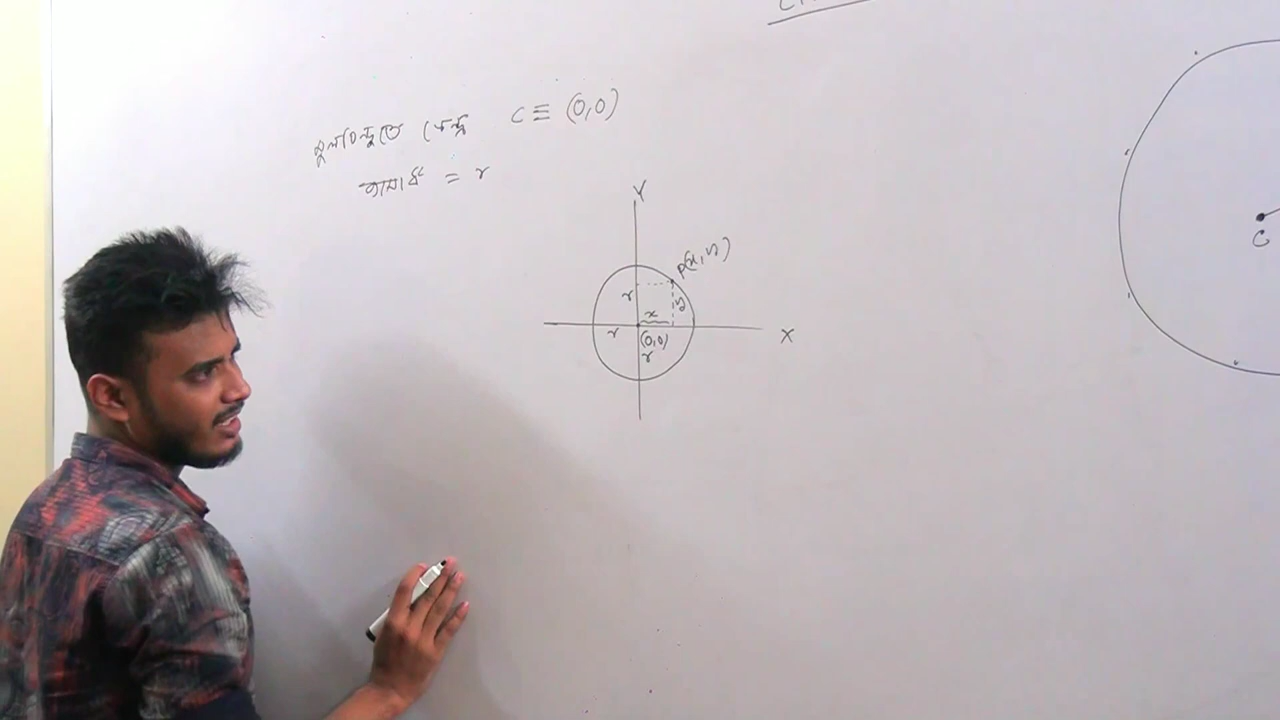 মূলবিন্দুতে কেন্দ্র C ≡ (0,0)
ব্যাসার্ধ = r
Y
P(x, y)
r
x
y
r
(0,0)
r
X
C